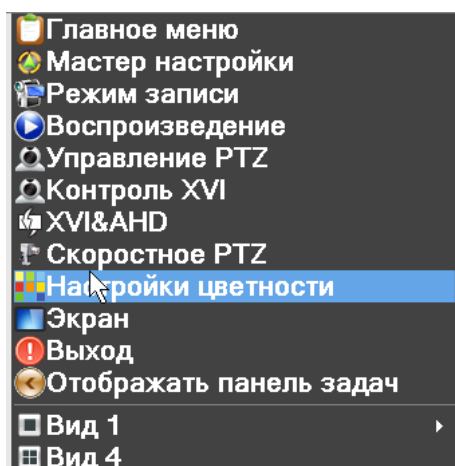 Главное меню
Мастер настройки
Режим записи
Воспроизведение
Управление PTZ
Контроль XVI
XVI&AHD
Скоростное PTZ
Настройки цветности
Экран
Выход
Отображать панель задач
Вид 1
Вид 4